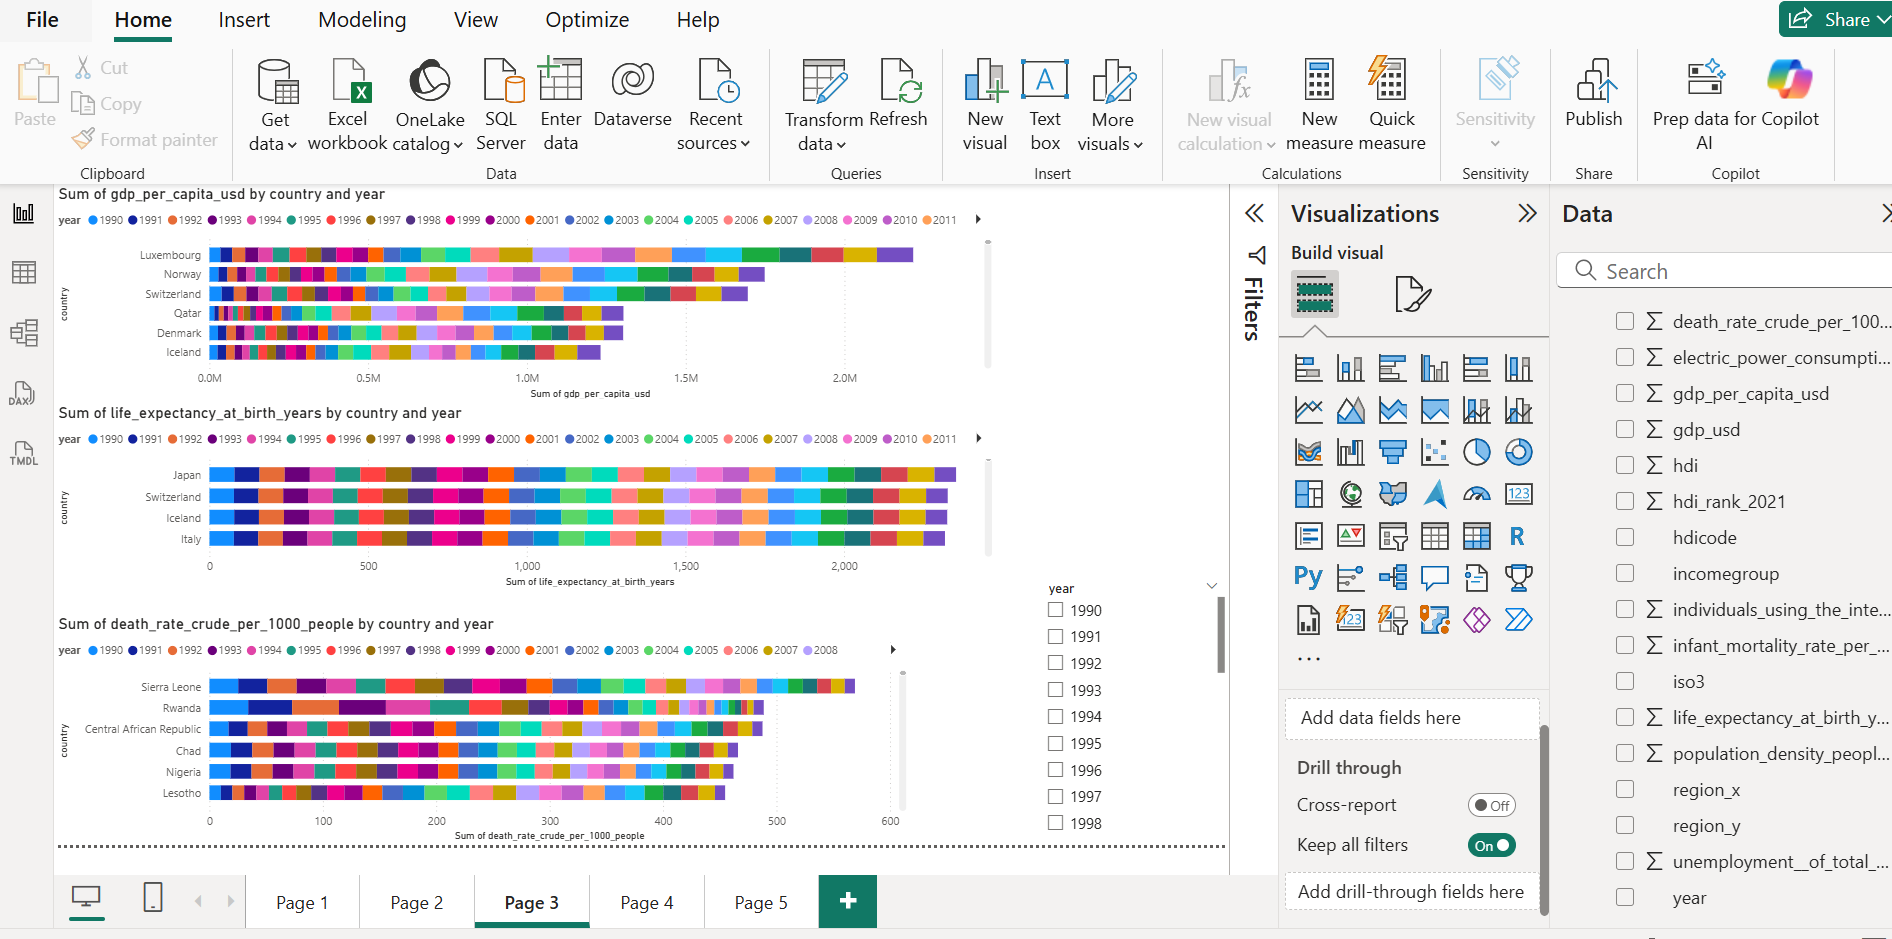 File Home Insert Modeling View Optimize Help Share
Paste
Cut
Copy
Format painter
Clipboard
Get data
Excel workbook
OneLake catalog
SQL Server
Enter data
Dataverse
Recent sources
Data
Transform data
Refresh
Queries
New visual
Text box
More visuals
Insert
New visual calculation
New measure
Quick measure
Calculations
Sensitivity
Sensitivity
Publish
Share
Prep data for AI
Copilot
Copilot
DAX
TMDL
Sum of gdp_per_capita_usd by country and year
year 1990 1991 1992 1993 1994 1995 1996 1997 1998 1999 2000 2001 2002 2003 2004 2005 2006 2007 2008 2009 2010 2011
country
Luxembourg
Norway
Switzerland
Qatar
Denmark
Iceland
0.0M 0.5M 1.0M 1.5M 2.0M
Sum of gdp_per_capita_usd
Sum of life_expectancy_at_birth_years by country and year
year 1990 1991 1992 1993 1994 1995 1996 1997 1998 1999 2000 2001 2002 2003 2004 2005 2006 2007 2008 2009 2010 2011
country
Japan
Switzerland
Iceland
Italy
0 500 1,000 1,500 2,000
Sum of life_expectancy_at_birth_years
Sum of death_rate_crude_per_1000_people by country and year
year 1990 1991 1992 1993 1994 1995 1996 1997 1998 1999 2000 2001 2002 2003 2004 2005 2006 2007 2008
country
Sierra Leone
Rwanda
Central African Republic
Chad
Nigeria
Lesotho
0 100 200 300 400 500 600
Sum of death_rate_crude_per_1000_people
year
1990
1991
1992
1993
1994
1995
1996
1997
1998
Page 1 Page 2 Page 3 Page 4 Page 5
Filters
Visualizations
Build visual
123
R
Py
123
...
Add data fields here
Drill through
Cross-report Off
Keep all filters On
Add drill-through fields here
Data
Search
death_rate_crude_per_100...
electric_power_consumpti...
gdp_per_capita_usd
gdp_usd
hdi
hdi_rank_2021
hdicode
incomegroup
individuals_using_the_inte...
infant_mortality_rate_per_...
iso3
life_expectancy_at_birth_y...
population_density_peopl...
region_x
region_y
unemployment__of_total_...
year